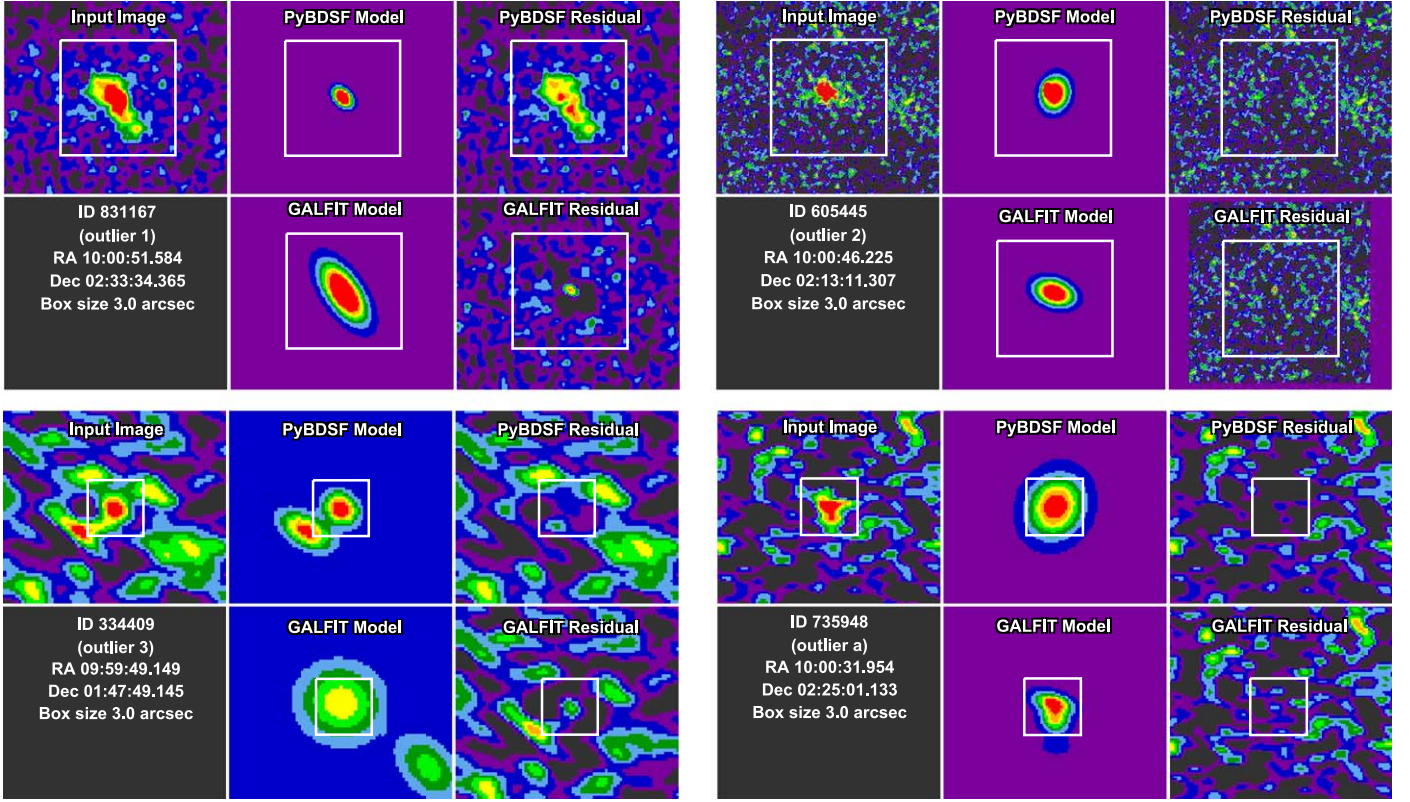 Input Image
PyBDSF Model
PyBDSF Residual
ID 831167
(outlier 1)
RA 10:00:51.584
Dec 02:33:34.365
Box size 3.0 arcsec
GALFIT Model
GALFIT Residual
Input Image
PyBDSF Model
PyBDSF Residual
ID 605445
(outlier 2)
RA 10:00:46.225
Dec 02:13:11.307
Box size 3.0 arcsec
GALFIT Model
GALFIT Residual
Input Image
PyBDSF Model
PyBDSF Residual
ID 334409
(outlier 3)
RA 09:59:49.149
Dec 01:47:49.145
Box size 3.0 arcsec
GALFIT Model
GALFIT Residual
Input Image
PyBDSF Model
PyBDSF Residual
ID 735948
(outlier a)
RA 10:00:31.954
Dec 02:25:01.133
Box size 3.0 arcsec
GALFIT Model
GALFIT Residual